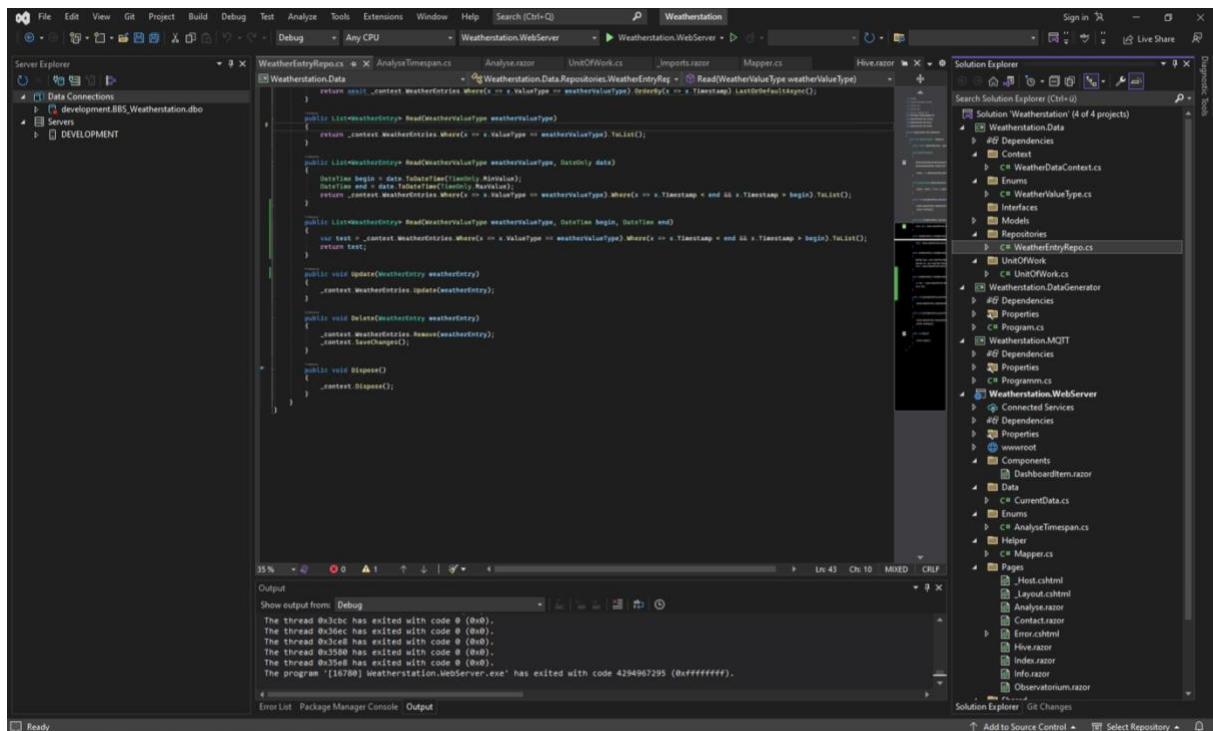 File Edit View Git Project Build Debug Test Analyze Tools Extensions Window Help Search (Ctrl+Q) Weatherstation Sign in
Debug Any CPU Weatherstation.WebServer Weatherstation.WebServer Live Share
Server Explorer
Data Connections
development.BBS_Weatherstation.dbo
Servers
DEVELOPMENT
WeatherEntryRepo.cs AnalyseTimespan.cs Analyse.razor UnitOfWork.cs _Imports.razor Mapper.cs Hive.razor
Weatherstation.Data Weatherstation.Data.Repositories.WeatherEntryRep Read(WeatherValueType weatherValueType)
return await _context.WeatherEntries.Where(x => x.ValueType == weatherValueType).OrderBy(x => x.Timestamp).LastOrDefaultAsync();
}
public List<WeatherEntry> Read(WeatherValueType weatherValueType)
{
return _context.WeatherEntries.Where(x => x.ValueType == weatherValueType).ToList();
}
public List<WeatherEntry> Read(WeatherValueType weatherValueType, DateOnly date)
{
DateTime begin = date.ToDateTime(TimeOnly.MinValue);
DateTime end = date.ToDateTime(TimeOnly.MaxValue);
return _context.WeatherEntries.Where(x => x.ValueType == weatherValueType).Where(x => x.Timestamp < end && x.Timestamp > begin).ToList();
}
public List<WeatherEntry> Read(WeatherValueType weatherValueType, DateTime begin, DateTime end)
{
var test = _context.WeatherEntries.Where(x => x.ValueType == weatherValueType).Where(x => x.Timestamp < end && x.Timestamp > begin).ToList();
return test;
}
public void Update(WeatherEntry weatherEntry)
{
_context.WeatherEntries.Update(weatherEntry);
}
public void Delete(WeatherEntry weatherEntry)
{
_context.WeatherEntries.Remove(weatherEntry);
_context.SaveChanges();
}
public void Dispose()
{
_context.Dispose();
}
}
}
35 % 0 1 Ln: 43 Ch: 10 MIXED CRLF
Output
Show output from: Debug
The thread 0x3cbc has exited with code 0 (0x0).
The thread 0x36ec has exited with code 0 (0x0).
The thread 0x3ce8 has exited with code 0 (0x0).
The thread 0x3580 has exited with code 0 (0x0).
The thread 0x35e8 has exited with code 0 (0x0).
The program '[16780] Weatherstation.WebServer.exe' has exited with code 4294967295 (0xffffffff).
Error List Package Manager Console Output
Solution Explorer
Search Solution Explorer (Ctrl+ü)
Solution 'Weatherstation' (4 of 4 projects)
Weatherstation.Data
Dependencies
Context
C# WeatherDataContext.cs
Enums
C# WeatherValueType.cs
Interfaces
Models
Repositories
C# WeatherEntryRepo.cs
UnitOfWork
C# UnitOfWork.cs
Weatherstation.DataGenerator
Dependencies
Properties
C# Program.cs
Weatherstation.MQTT
Dependencies
Properties
C# Programm.cs
Weatherstation.WebServer
Connected Services
Dependencies
Properties
wwwroot
Components
DashboardItem.razor
Data
C# CurrentData.cs
Enums
C# AnalyseTimespan.cs
Helper
C# Mapper.cs
Pages
_Host.cshtml
_Layout.cshtml
Analyse.razor
Contact.razor
Error.cshtml
Hive.razor
Index.razor
Info.razor
Observatorium.razor
Solution Explorer Git Changes
Diagnostic Tools
Ready Add to Source Control Select Repository